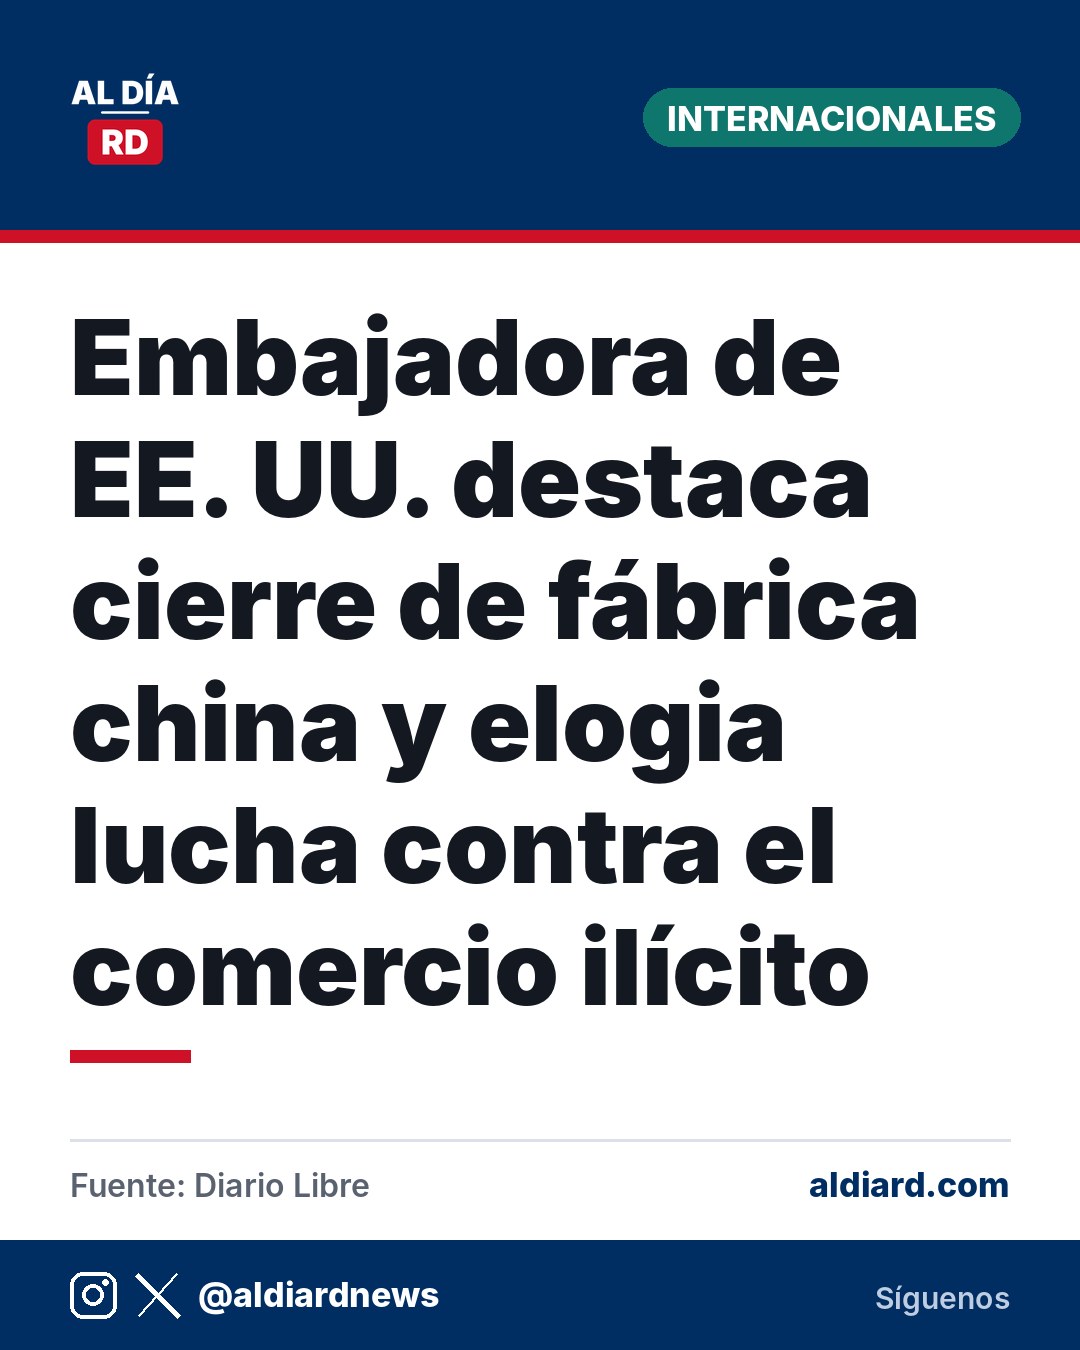 AL DÍA
RD
INTERNACIONALES
Embajadora de
EE. UU. destaca
cierre de fábrica
china y elogia
lucha contra el
comercio ilícito
Fuente: Diario Libre
aldiard.com
@aldiardnews
Síguenos